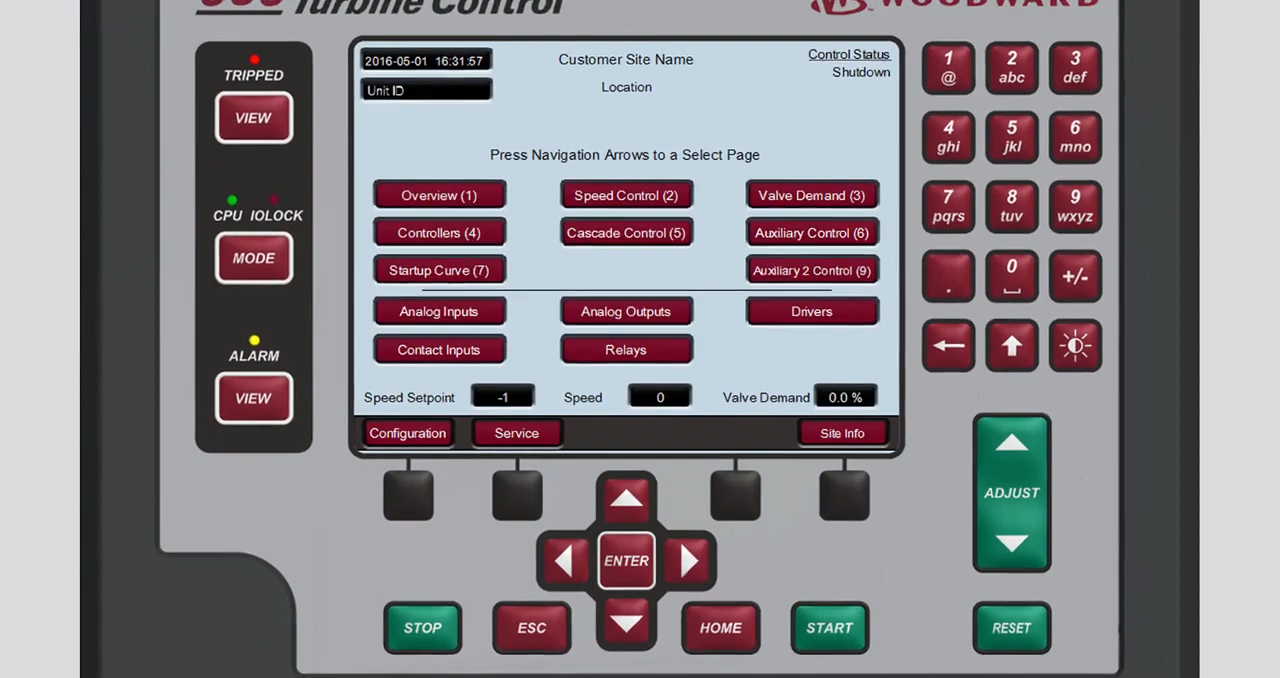 505 Turbine Control
WOODWARD
TRIPPED
VIEW
CPU IOLOCK
MODE
ALARM
VIEW
2016-05-01 16:31:57
Unit ID
Customer Site Name
Location
Control Status
Shutdown
Press Navigation Arrows to a Select Page
Overview (1)
Speed Control (2)
Valve Demand (3)
Controllers (4)
Cascade Control (5)
Auxiliary Control (6)
Startup Curve (7)
Auxiliary 2 Control (9)
Analog Inputs
Analog Outputs
Drivers
Contact Inputs
Relays
Speed Setpoint -1 Speed 0 Valve Demand 0.0 %
Configuration
Service
Site Info
1
@
2
abc
3
def
4
ghi
5
jkl
6
mno
7
pqrs
8
tuv
9
wxyz
.
0
+/-
ADJUST
ENTER
STOP
ESC
HOME
START
RESET